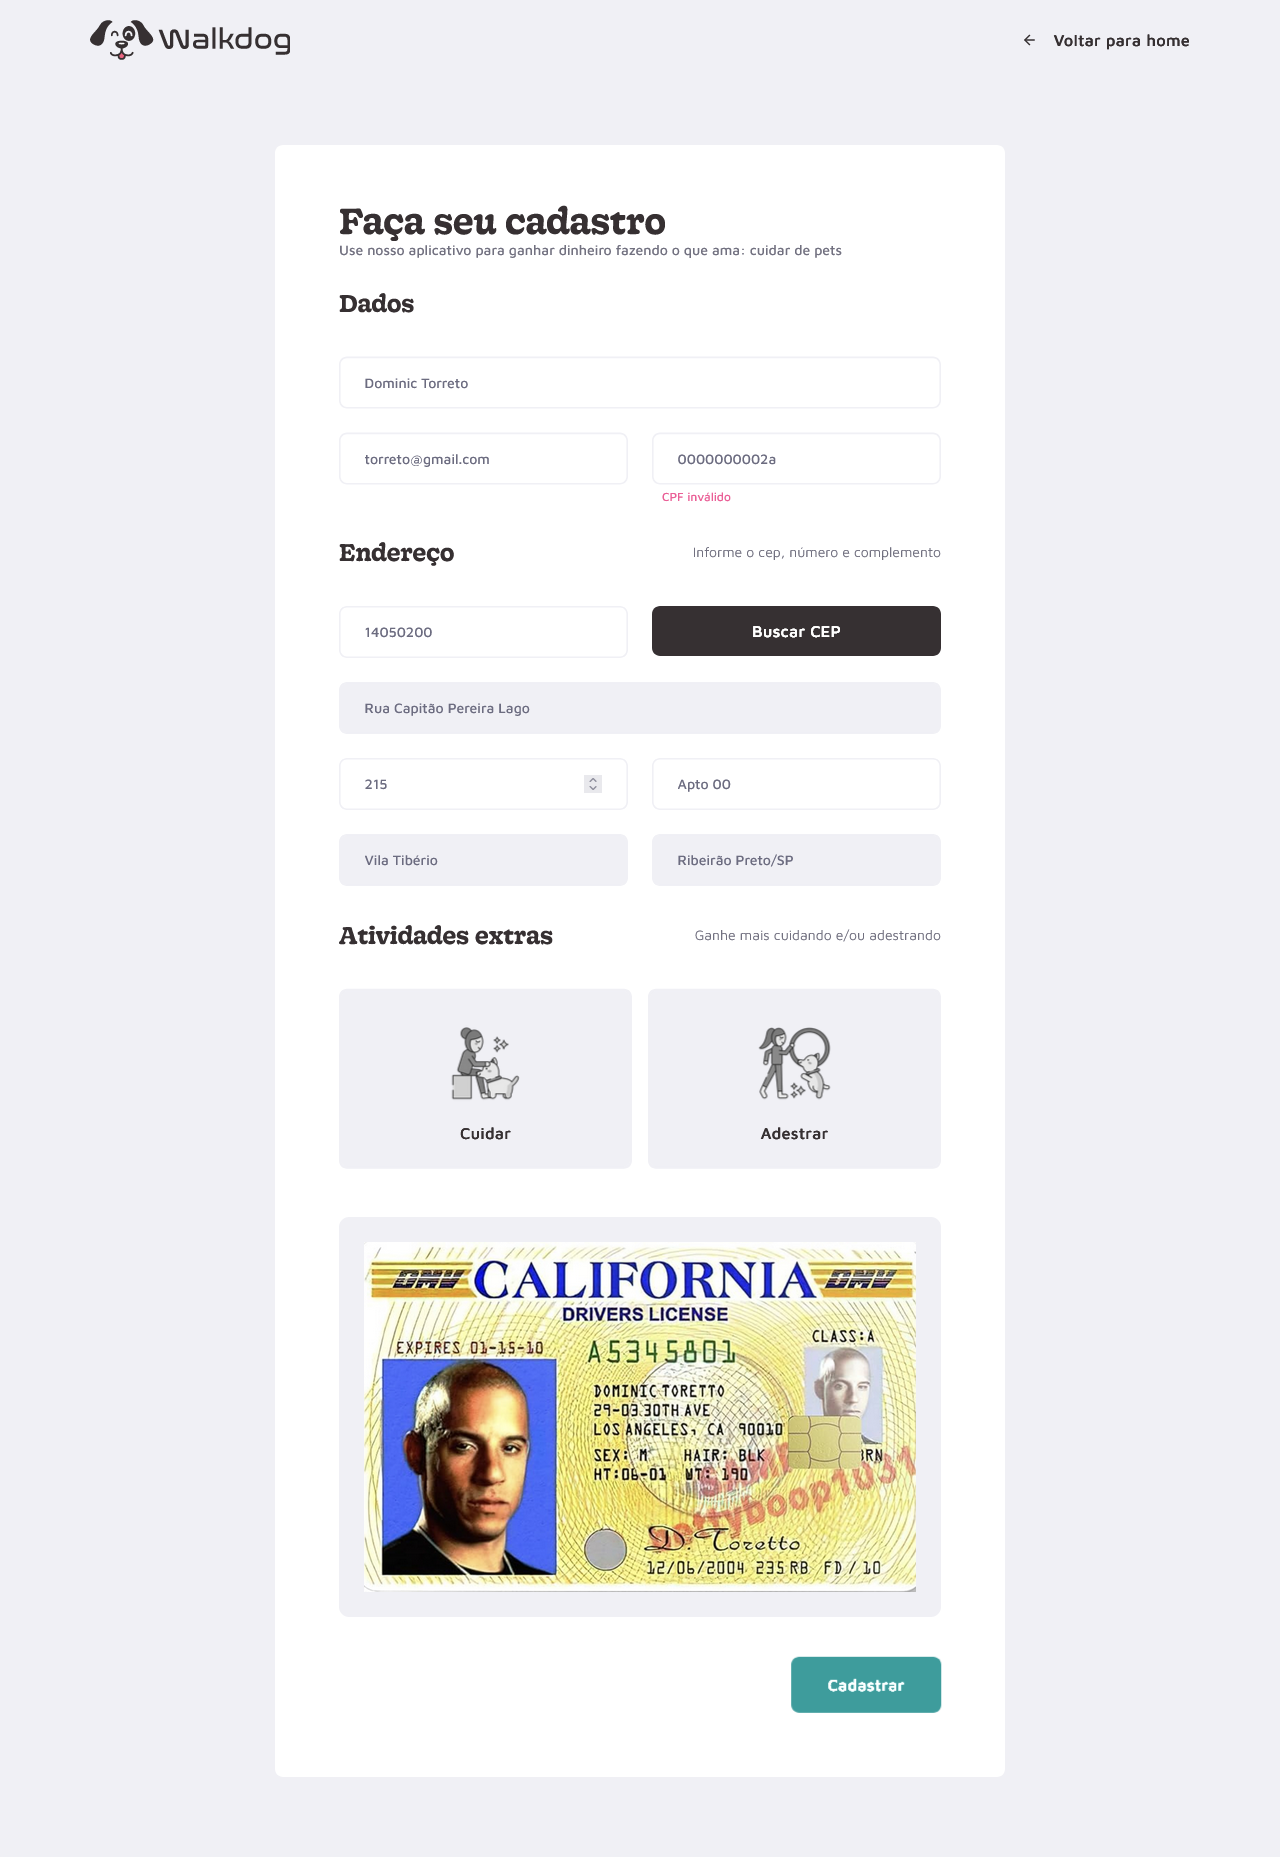 Walkdog
Voltar para home
Faça seu cadastro
Use nosso aplicativo para ganhar dinheiro fazendo o que ama: cuidar de pets
Dados
Dominic Torreto
torreto@gmail.com
0000000002a
CPF inválido
Endereço
Informe o cep, número e complemento
14050200
Buscar CEP
Rua Capitão Pereira Lago
215
Apto 00
Vila Tibério
Ribeirão Preto/SP
Atividades extras
Ganhe mais cuidando e/ou adestrando
Cuidar
Adestrar
DMV CALIFORNIA DMV
DRIVERS LICENSE
CLASS:A
EXPIRES 01-15-10
A5345801
DOMINIC TORETTO
29-03 30TH AVE
LOS ANGELES, CA 90010
SEX: M HAIR: BLK BRN
HT:06-01 WT: 190
D. Toretto
12/06/2004 235 RB FD / 10
Cadastrar